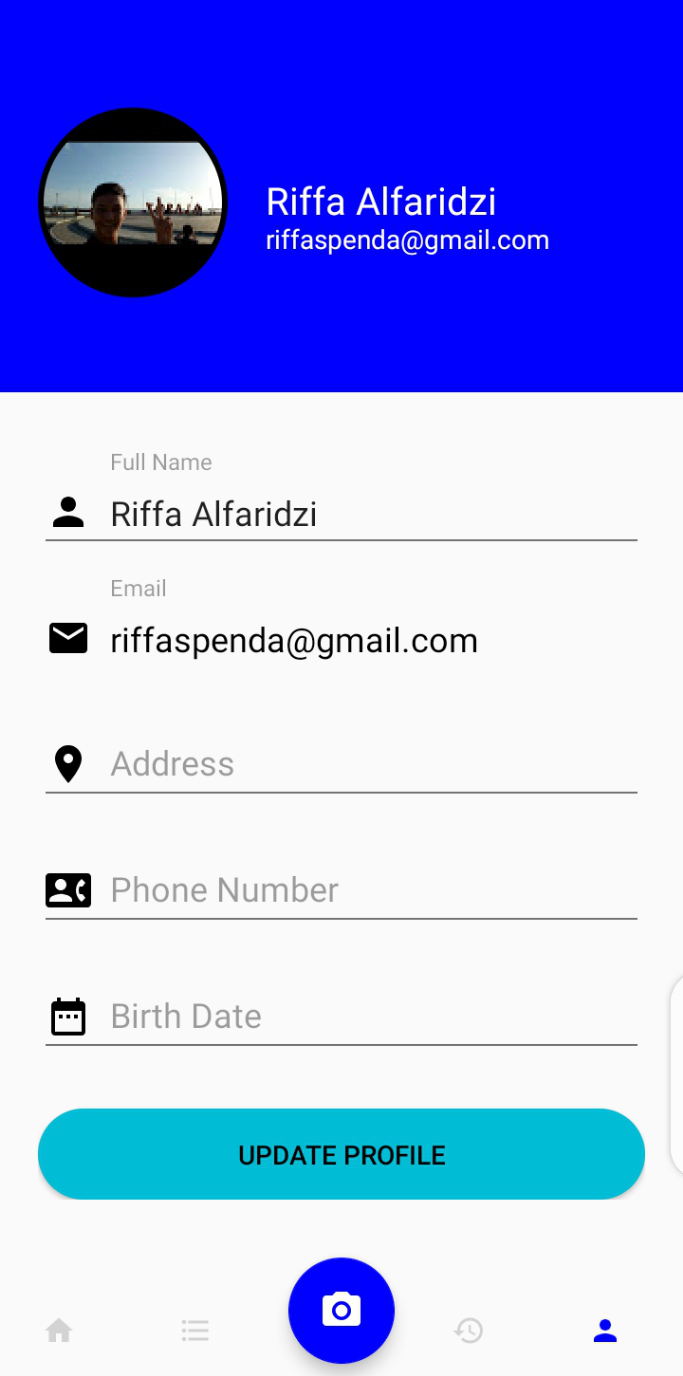 Riffa Alfaridzi
riffaspenda@gmail.com
Full Name
Riffa Alfaridzi
Email
riffaspenda@gmail.com
Address
Phone Number
Birth Date
UPDATE PROFILE